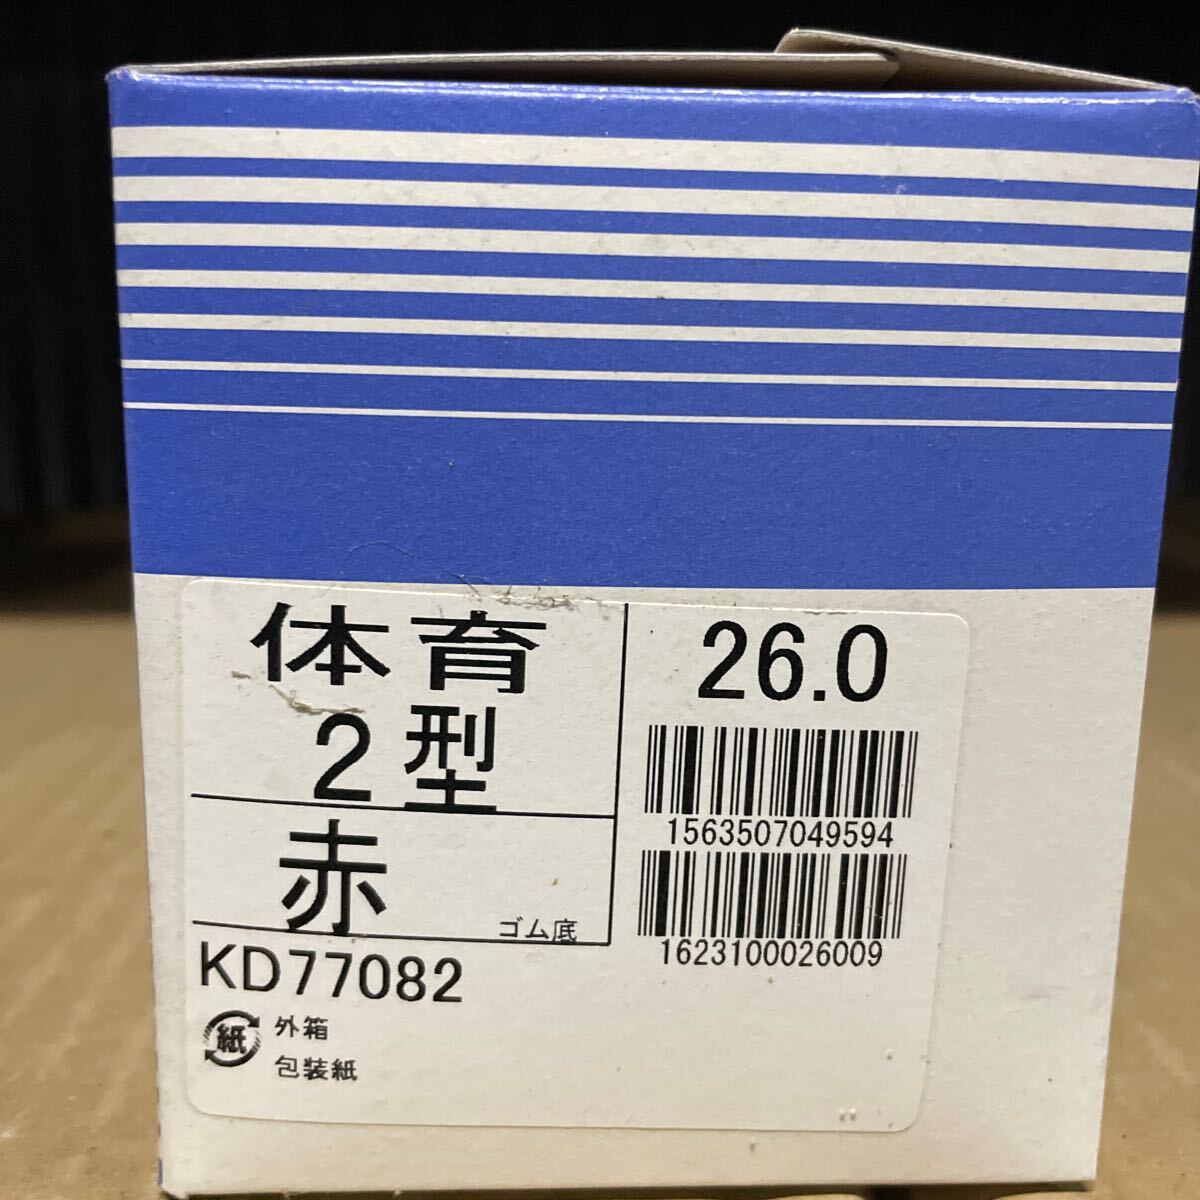 体育
2型
赤
ゴム底
KD77082
紙
外箱
包装紙
26.0
1563507049594
1623100026009